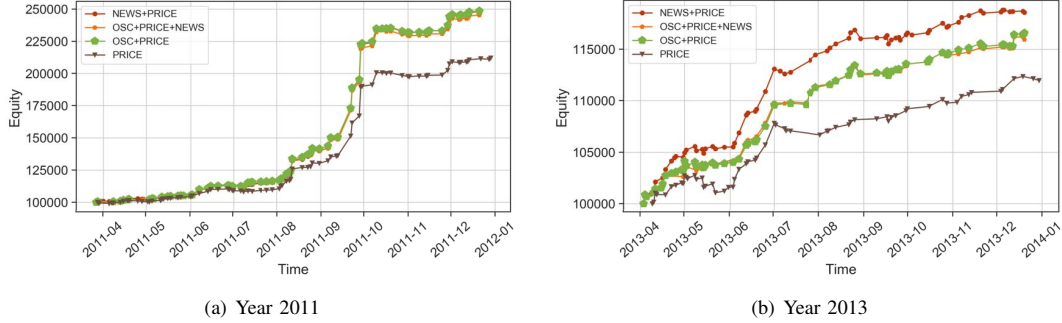 NEWS+PRICE
OSC+PRICE+NEWS
OSC+PRICE
PRICE
250000
225000
200000
175000
150000
125000
100000
Equity
2011-04
2011-05
2011-06
2011-07
2011-08
2011-09
2011-10
2011-11
2011-12
2012-01
Time
(a) Year 2011
NEWS+PRICE
OSC+PRICE+NEWS
OSC+PRICE
PRICE
115000
110000
105000
100000
Equity
2013-04
2013-05
2013-06
2013-07
2013-08
2013-09
2013-10
2013-11
2013-12
2014-01
Time
(b) Year 2013